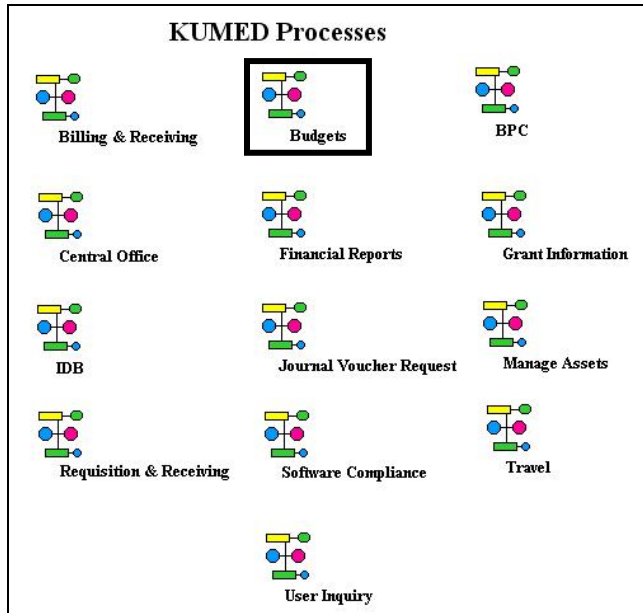 KUMED Processes
Billing & Receiving
Budgets
BPC
Central Office
Financial Reports
Grant Information
IDB
Journal Voucher Request
Manage Assets
Requisition & Receiving
Software Compliance
Travel
User Inquiry